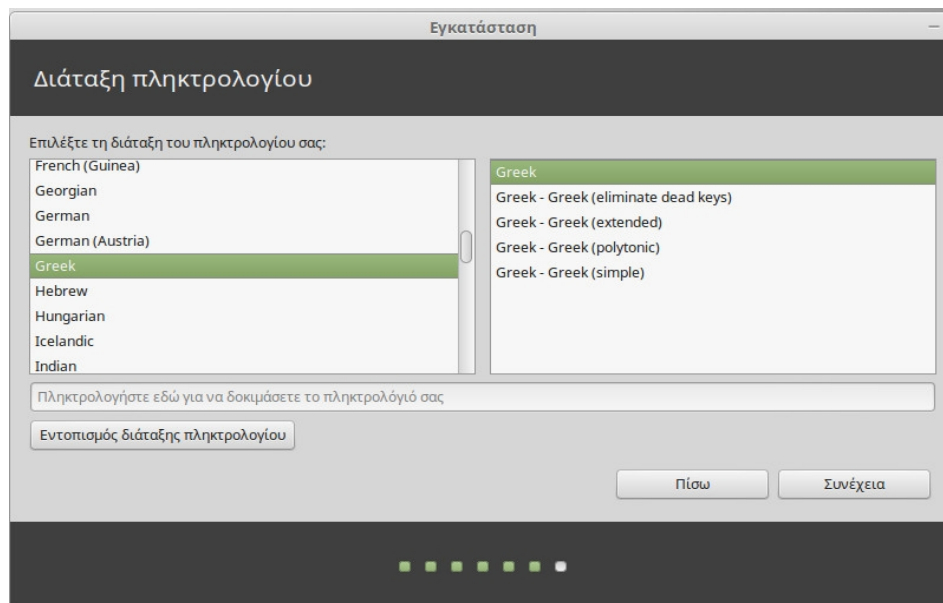 Εγκατάσταση
Διάταξη πληκτρολογίου
Επιλέξτε τη διάταξη του πληκτρολογίου σας:
French (Guinea)
Georgian
German
German (Austria)
Greek
Hebrew
Hungarian
Icelandic
Indian
Greek
Greek - Greek (eliminate dead keys)
Greek - Greek (extended)
Greek - Greek (polytonic)
Greek - Greek (simple)
Πληκτρολογήστε εδώ για να δοκιμάσετε το πληκτρολόγιό σας
Εντοπισμός διάταξης πληκτρολογίου
Πίσω
Συνέχεια